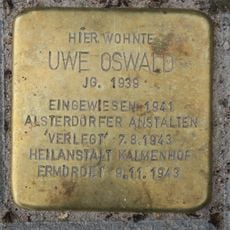 HIER WOHNTE
UWE OSWALD
JG. 1939
EINGEWIESEN 1941
ALSTERDORFER ANSTALTEN
'VERLEGT' 7.8.1943
HEILANSTALT KALMENHOF
ERMORDET 9.11.1943